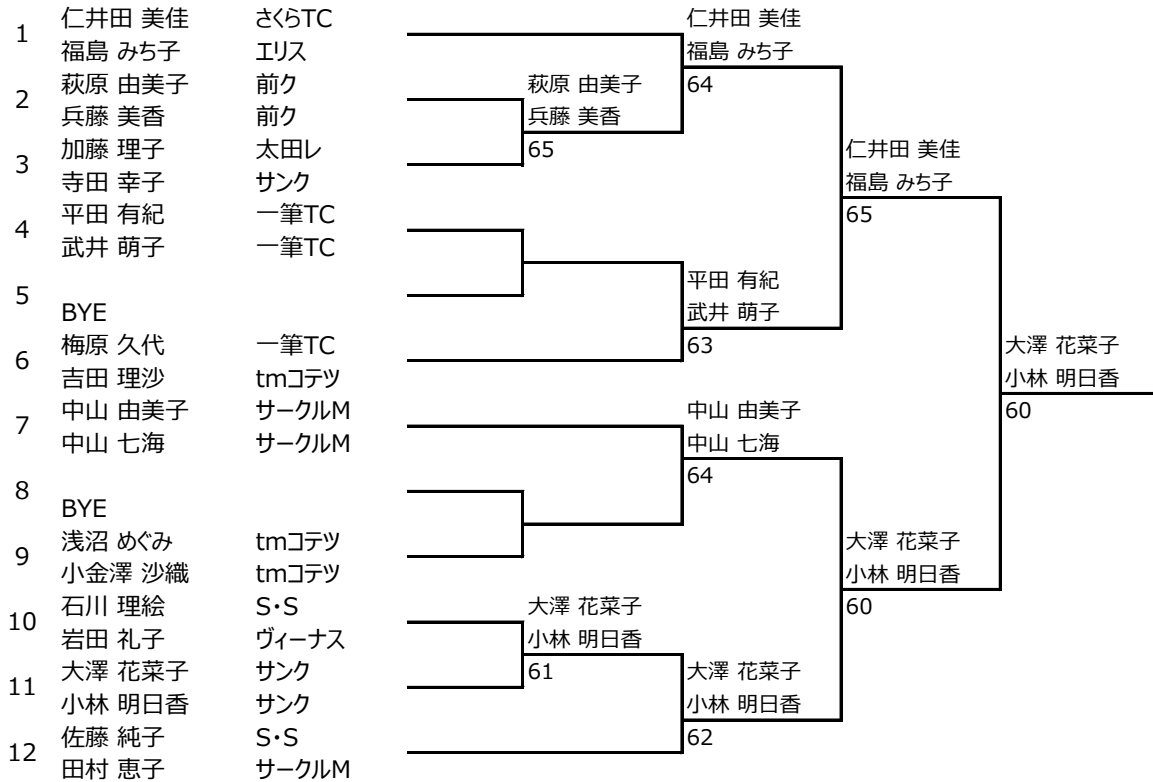 1 仁井田 美佳 さくらTC
福島 みち子 エリス
2 萩原 由美子 前ク
兵藤 美香 前ク
3 加藤 理子 太田レ
寺田 幸子 サンク
4 平田 有紀 一筆TC
武井 萌子 一筆TC
5
BYE
6 梅原 久代 一筆TC
吉田 理沙 tmコテツ
7 中山 由美子 サークルM
中山 七海 サークルM
8
BYE
9 浅沼 めぐみ tmコテツ
小金澤 沙織 tmコテツ
10 石川 理絵 S・S
岩田 礼子 ヴィーナス
11 大澤 花菜子 サンク
小林 明日香 サンク
12 佐藤 純子 S・S
田村 恵子 サークルM
萩原 由美子
兵藤 美香
65
大澤 花菜子
小林 明日香
61
仁井田 美佳
福島 みち子
64
平田 有紀
武井 萌子
63
中山 由美子
中山 七海
64
大澤 花菜子
小林 明日香
62
仁井田 美佳
福島 みち子
65
大澤 花菜子
小林 明日香
60
大澤 花菜子
小林 明日香
60